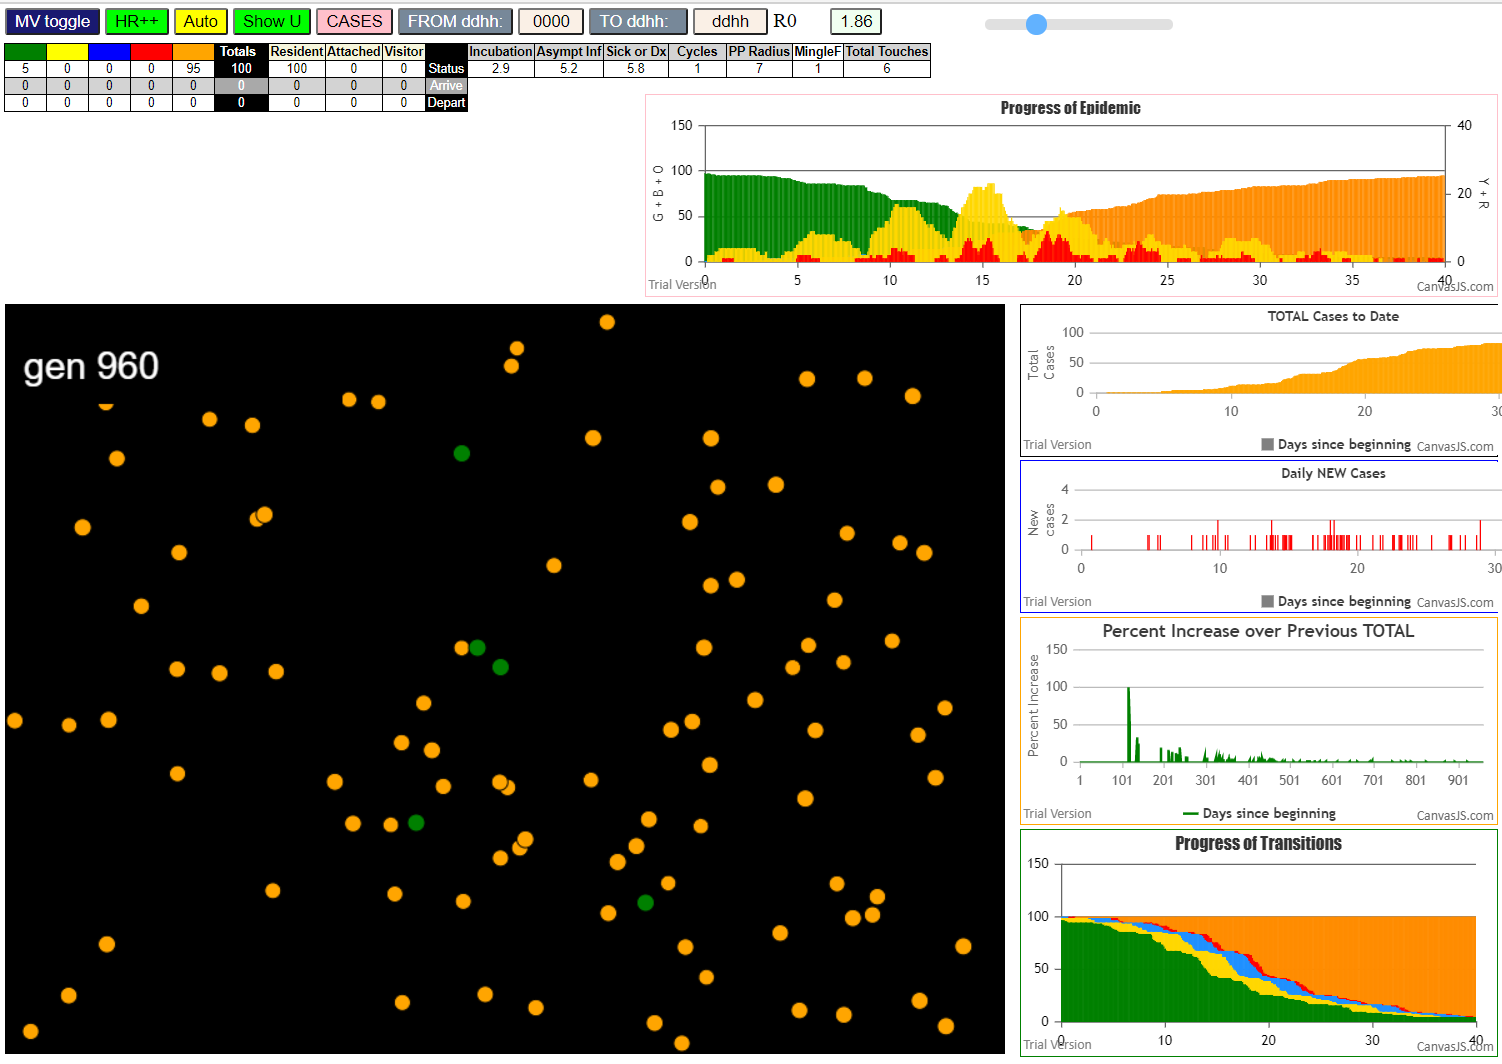 MV toggle HR++ Auto Show U CASES FROM ddhh: 0000 TO ddhh: ddhh R0 1.86
Totals Resident Attached Visitor Incubation Asympt Inf Sick or Dx Cycles PP Radius MingleF Total Touches
5 0 0 0 95 100 100 0 0 Status 2.9 5.2 5.8 1 7 1 6
0 0 0 0 0 0 0 0 0 Arrive
0 0 0 0 0 0 0 0 0 Depart
Progress of Epidemic
150 40
100
20
50
0 0
G + B + O
Y + R
0 5 10 15 20 25 30 35 40
Trial Version CanvasJS.com
gen 960
TOTAL Cases to Date
Total
Cases
100
50
0
0 10 20 30
Days since beginning
Trial Version CanvasJS.com
Daily NEW Cases
New
cases
4
2
0
0 10 20 30
Days since beginning
Trial Version CanvasJS.com
Percent Increase over Previous TOTAL
Percent Increase
150
100
50
0
1 101 201 301 401 501 601 701 801 901
Days since beginning
Trial Version CanvasJS.com
Progress of Transitions
150
100
50
0
0 10 20 30 40
Trial Version CanvasJS.com